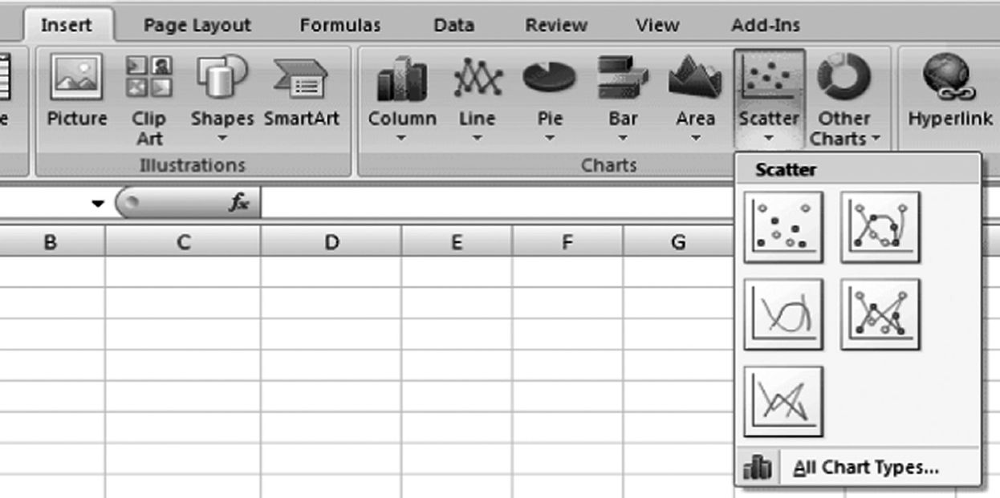 Insert Page Layout Formulas Data Review View Add-Ins
Picture Clip Art Shapes SmartArt Column Line Pie Bar Area Scatter Other Charts Hyperlink
Illustrations Charts
Scatter
fx
B C D E F G
All Chart Types...